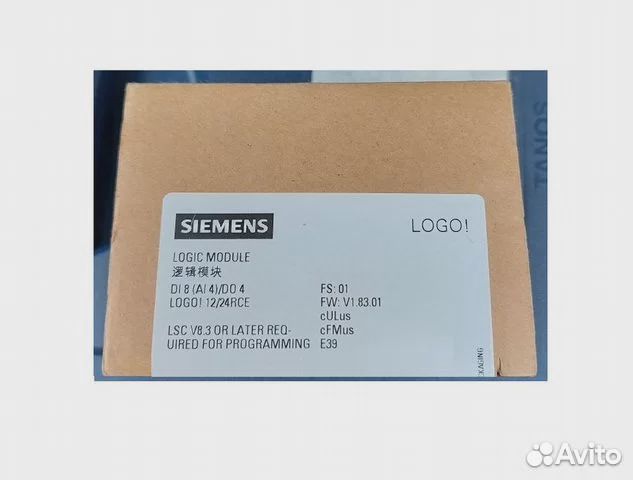 SIEMENS
LOGO!
LOGIC MODULE
逻辑模块
DI 8 (AI 4)/DO 4
LOGO! 12/24RCE
LSC V8.3 OR LATER REQ-
UIRED FOR PROGRAMMING
FS: 01
FW: V1.83.01
cULus
cFMus
E39
TANOS
Avito